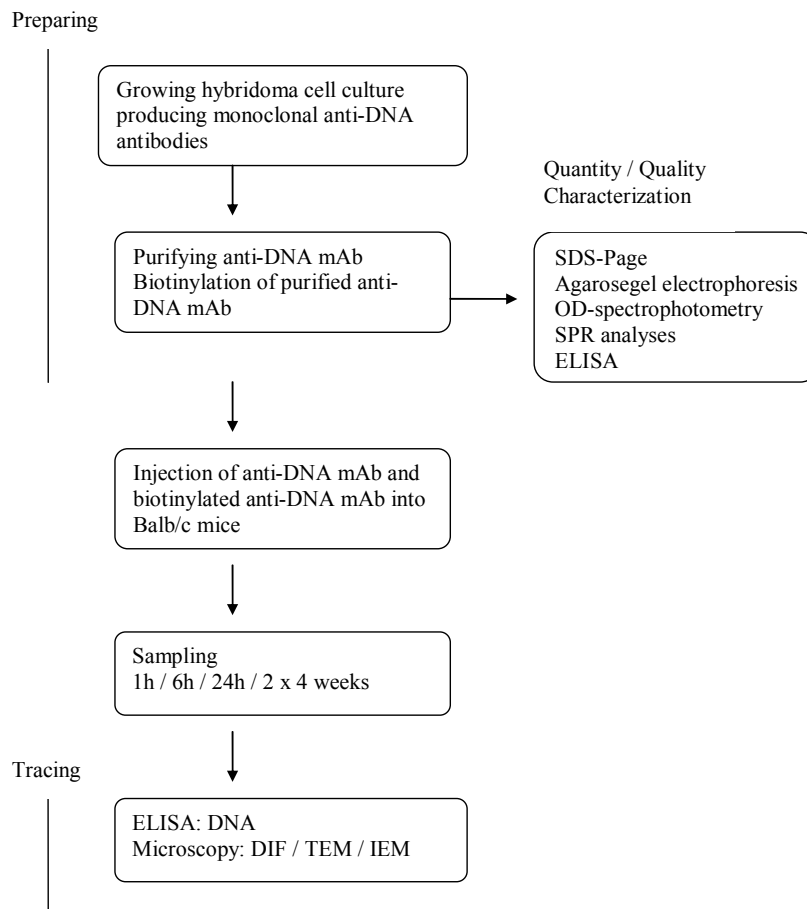 Preparing
Growing hybridoma cell culture
producing monoclonal anti-DNA
antibodies
Quantity / Quality
Characterization
Purifying anti-DNA mAb
Biotinylation of purified anti-
DNA mAb
SDS-Page
Agarosegel electrophoresis
OD-spectrophotometry
SPR analyses
ELISA
Injection of anti-DNA mAb and
biotinylated anti-DNA mAb into
Balb/c mice
Sampling
1h / 6h / 24h / 2 x 4 weeks
Tracing
ELISA: DNA
Microscopy: DIF / TEM / IEM